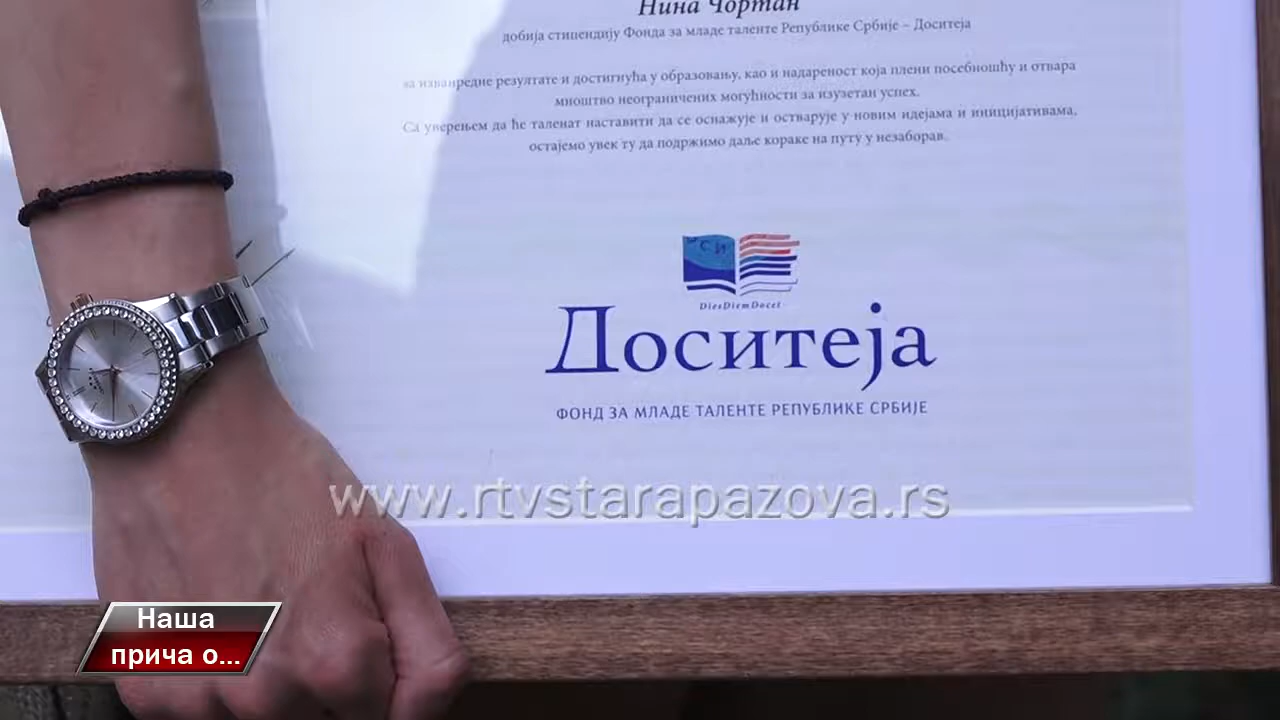 Нина Чортан
добија стипендију Фонда за младе таленте Републике Србије – Доситеја
за изванредне резултате и достигнућа у образовању, као и надареност која плени посебношћу и отвара
мноштво неограничених могућности за изузетан успех.
Са уверењем да ће таленат наставити да се оснажује и остварује у новим идејама и иницијативама,
остајемо увек ту да подржимо даље кораке на путу у незаборав.
СИ
DiesDiemDocet
Доситеја
ФОНД ЗА МЛАДЕ ТАЛЕНТЕ РЕПУБЛИКЕ СРБИЈЕ
www.rtvstarapazova.rs
Наша
прича о...